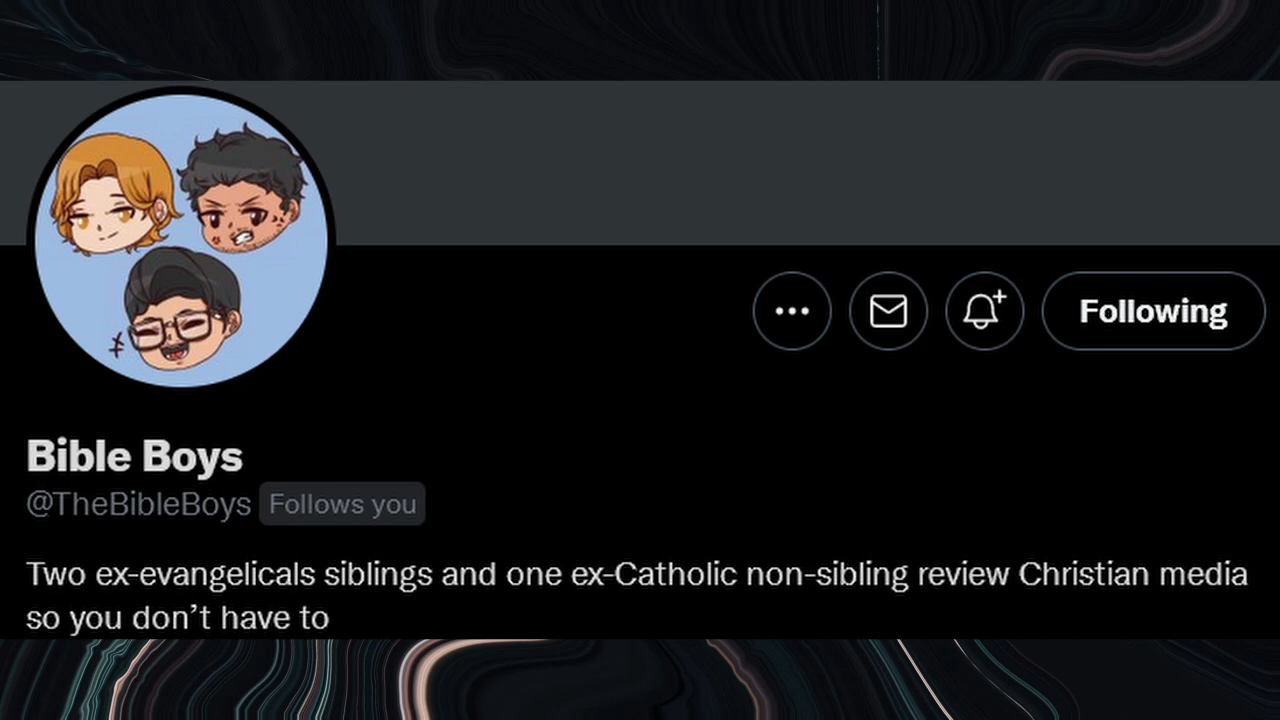 Following
Bible Boys
@TheBibleBoys Follows you
Two ex-evangelicals siblings and one ex-Catholic non-sibling review Christian media
so you don’t have to